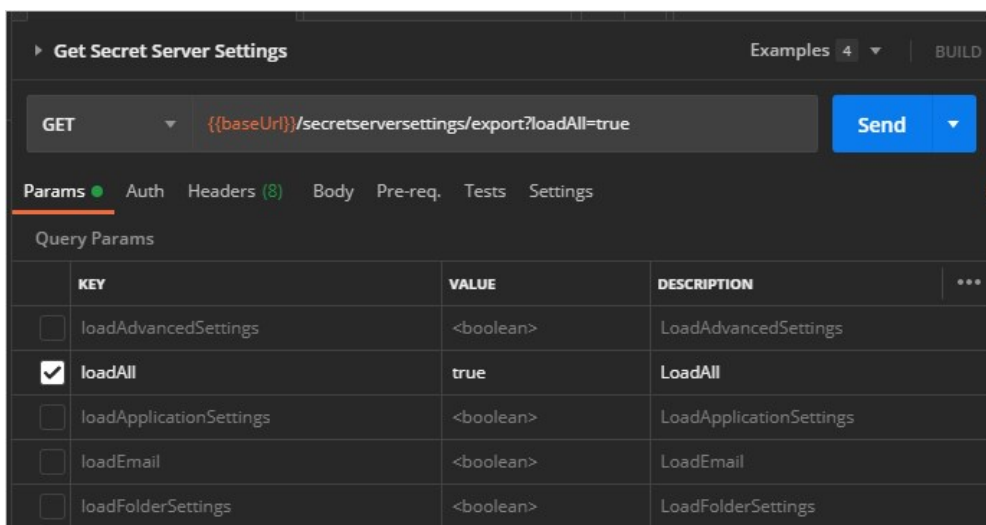 Get Secret Server Settings Examples 4 BUILD
GET {{baseUrl}}/secretserversettings/export?loadAll=true Send
Params Auth Headers (8) Body Pre-req. Tests Settings
Query Params
KEY VALUE DESCRIPTION •••
loadAdvancedSettings <boolean> LoadAdvancedSettings
loadAll true LoadAll
loadApplicationSettings <boolean> LoadApplicationSettings
loadEmail <boolean> LoadEmail
loadFolderSettings <boolean> LoadFolderSettings